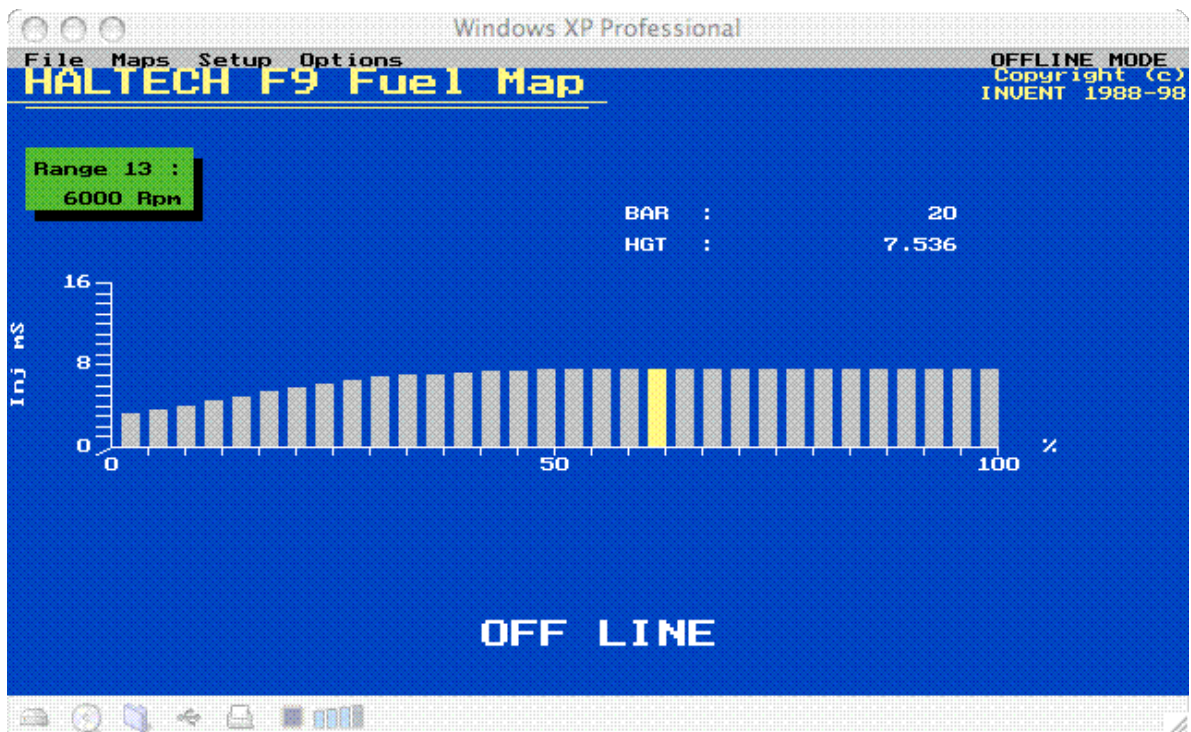 Windows XP Professional
File Maps Setup Options OFFLINE MODE
HALTECH F9 Fuel Map
Copyright (c)
INVENT 1988-98
Range 13 :
6000 Rpm
BAR : 20
HGT : 7.536
16
Inj mS
8
0
0 50 100 %
OFF LINE